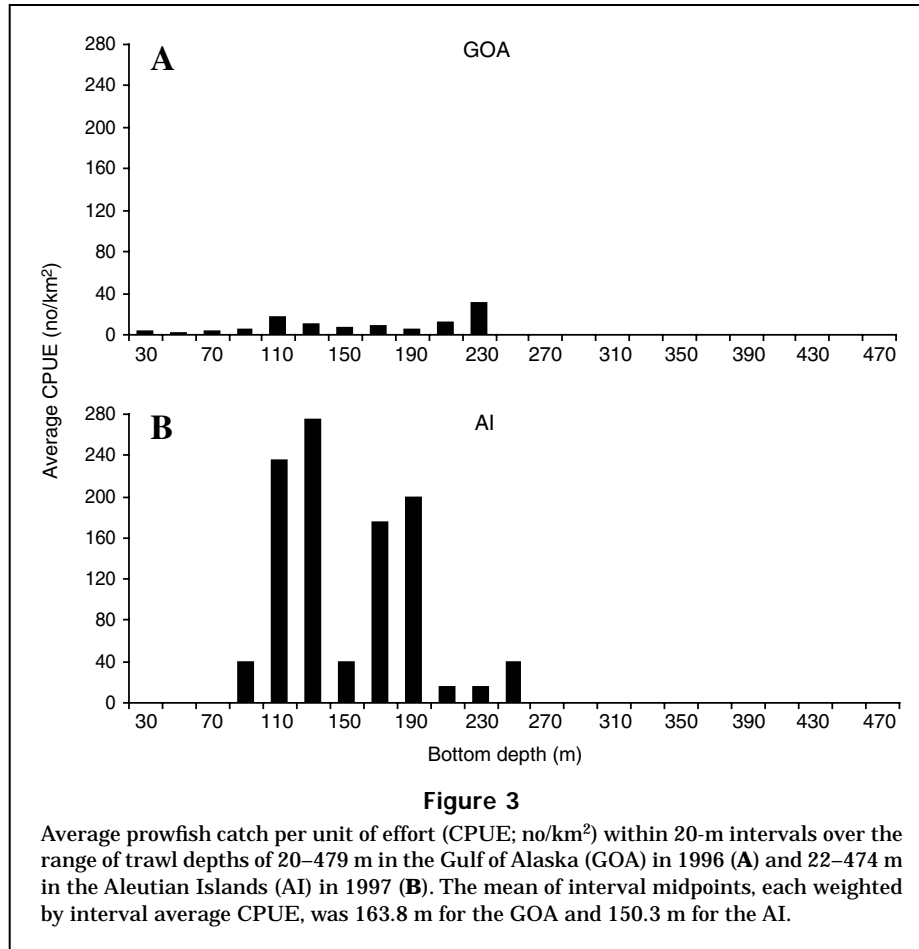 A
GOA
280
240
200
160
120
80
40
0
30 70 110 150 190 230 270 310 350 390 430 470
Average CPUE (no/km²)
B
AI
280
240
200
160
120
80
40
0
30 70 110 150 190 230 270 310 350 390 430 470
Bottom depth (m)
Figure 3
Average prowfish catch per unit of effort (CPUE; no/km²) within 20-m intervals over the
range of trawl depths of 20–479 m in the Gulf of Alaska (GOA) in 1996 (A) and 22–474 m
in the Aleutian Islands (AI) in 1997 (B). The mean of interval midpoints, each weighted
by interval average CPUE, was 163.8 m for the GOA and 150.3 m for the AI.